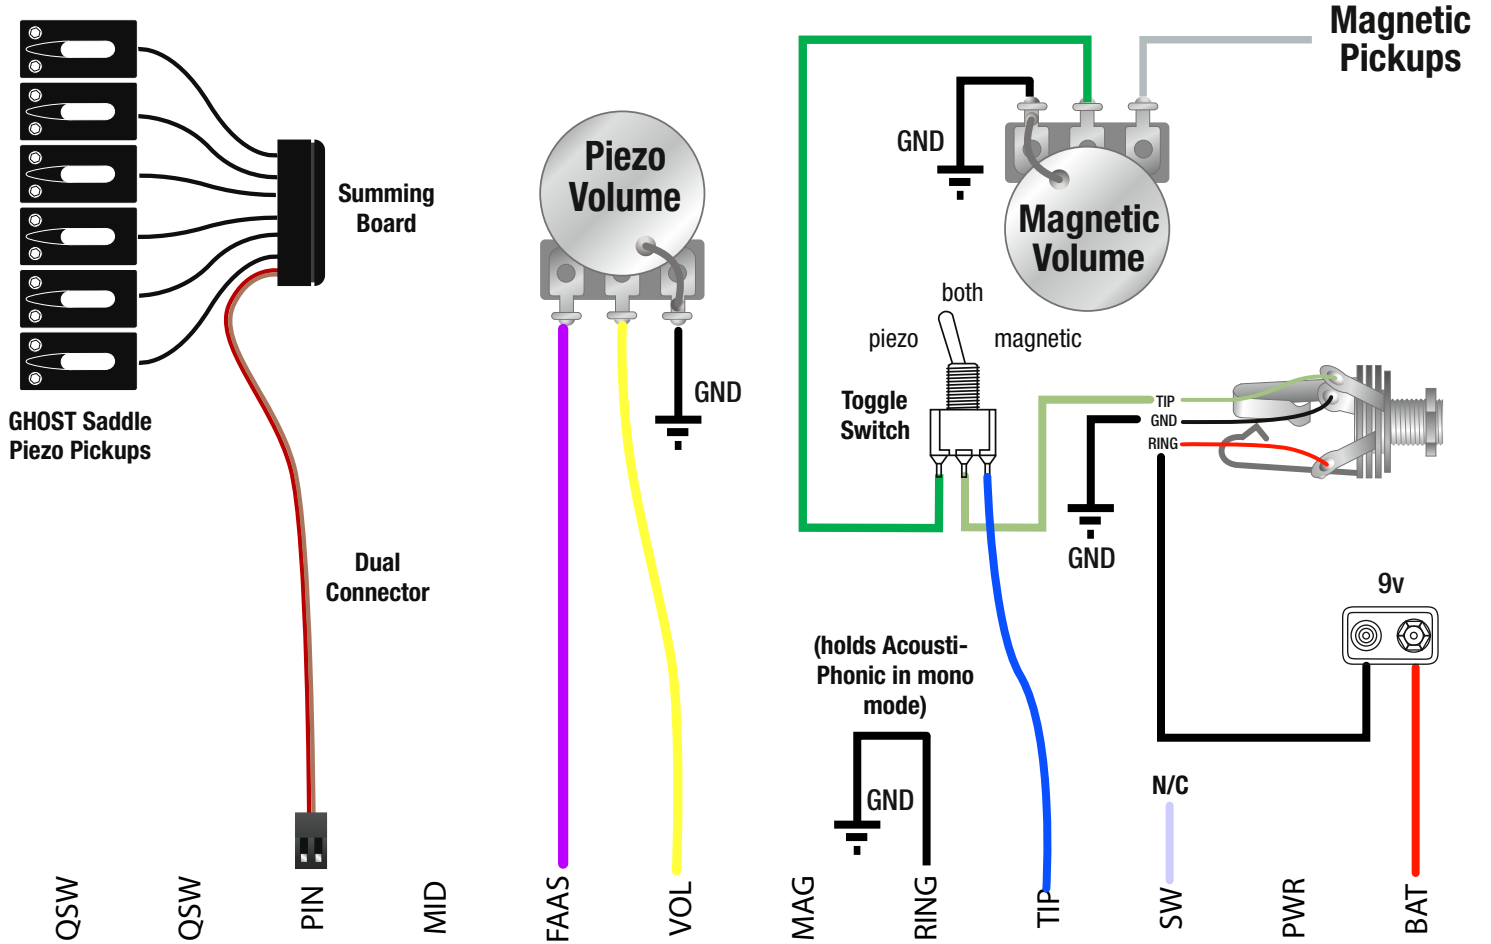 Magnetic
Pickups
Piezo
Volume
GND
Magnetic
Volume
Summing
Board
both
piezo
magnetic
Toggle
Switch
GND
TIP
GND
RING
GHOST Saddle
Piezo Pickups
GND
Dual
Connector
9v
(holds Acousti-
Phonic in mono
mode)
GND
N/C
QSW
QSW
PIN
MID
FAAS
VOL
MAG
RING
TIP
SW
PWR
BAT